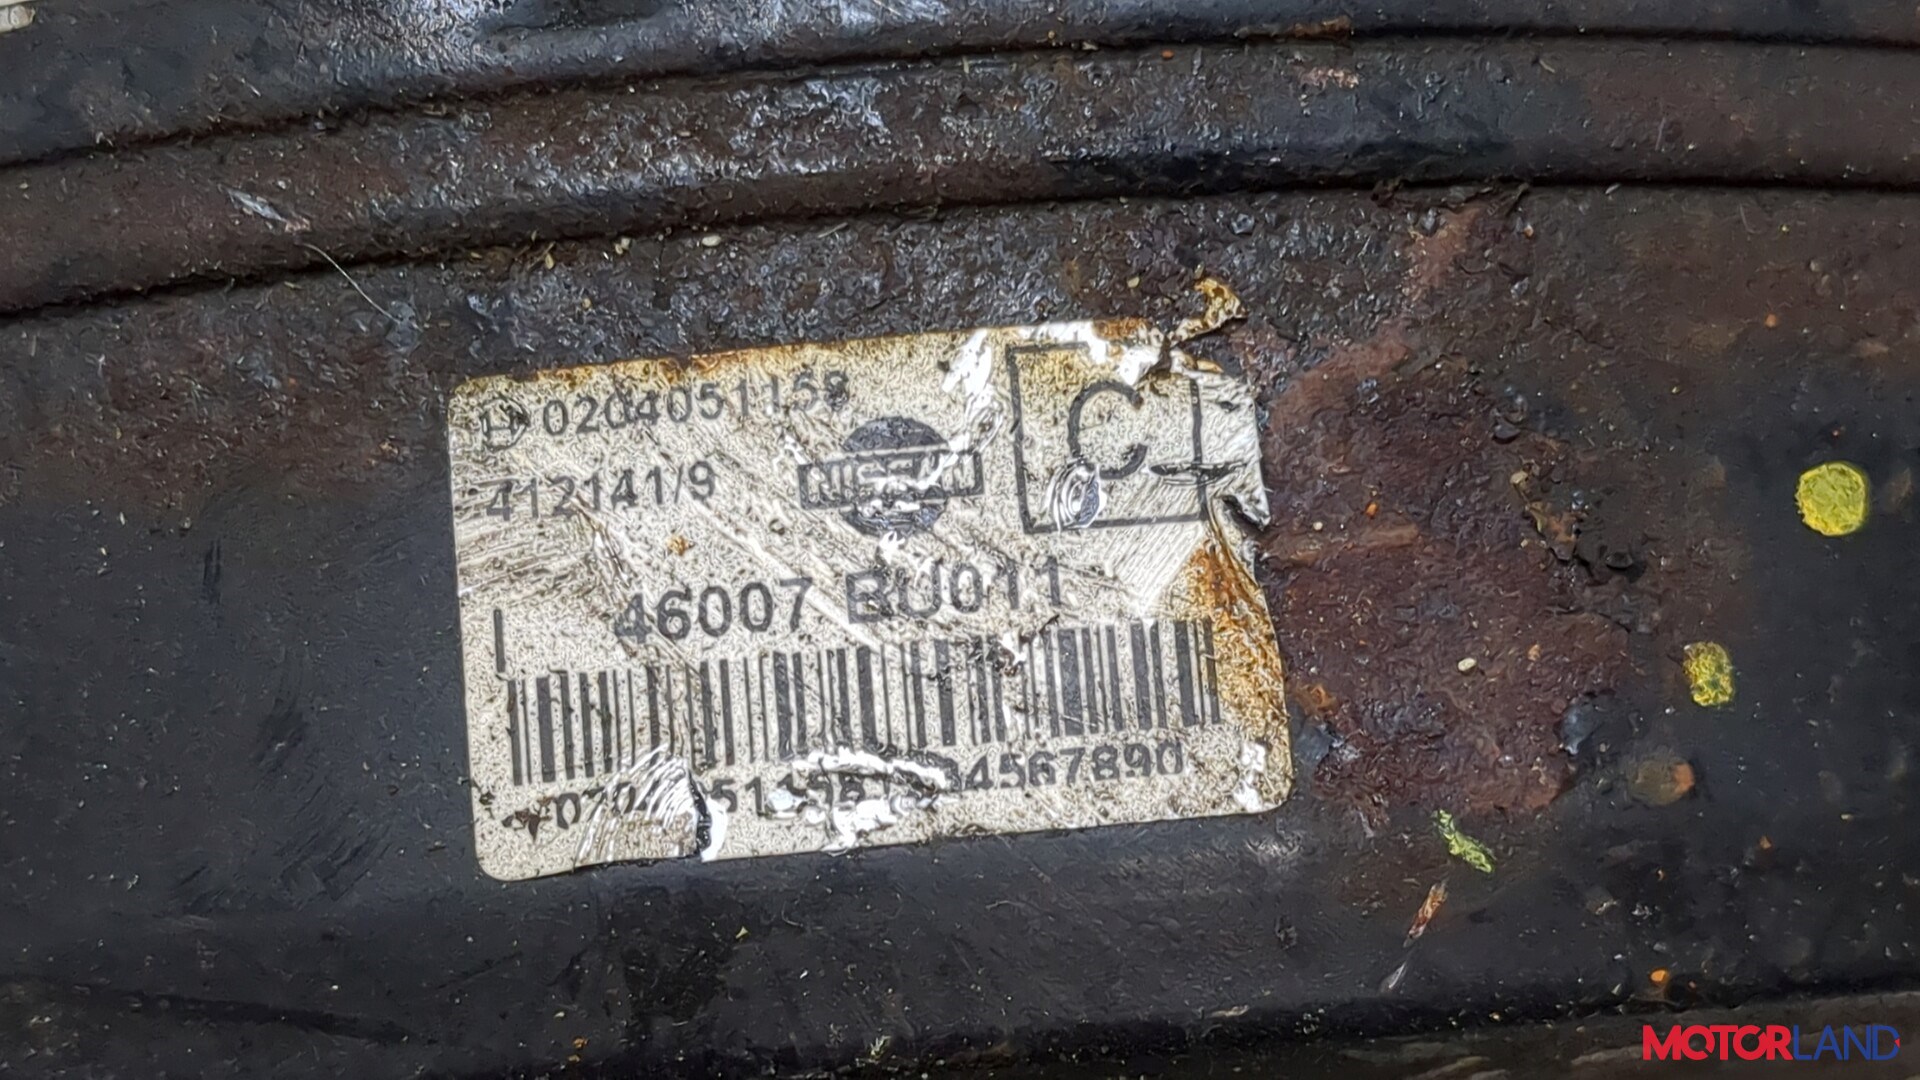 0204051158
412141/9
NISSAN
C
46007 BU011
MOTORLAND